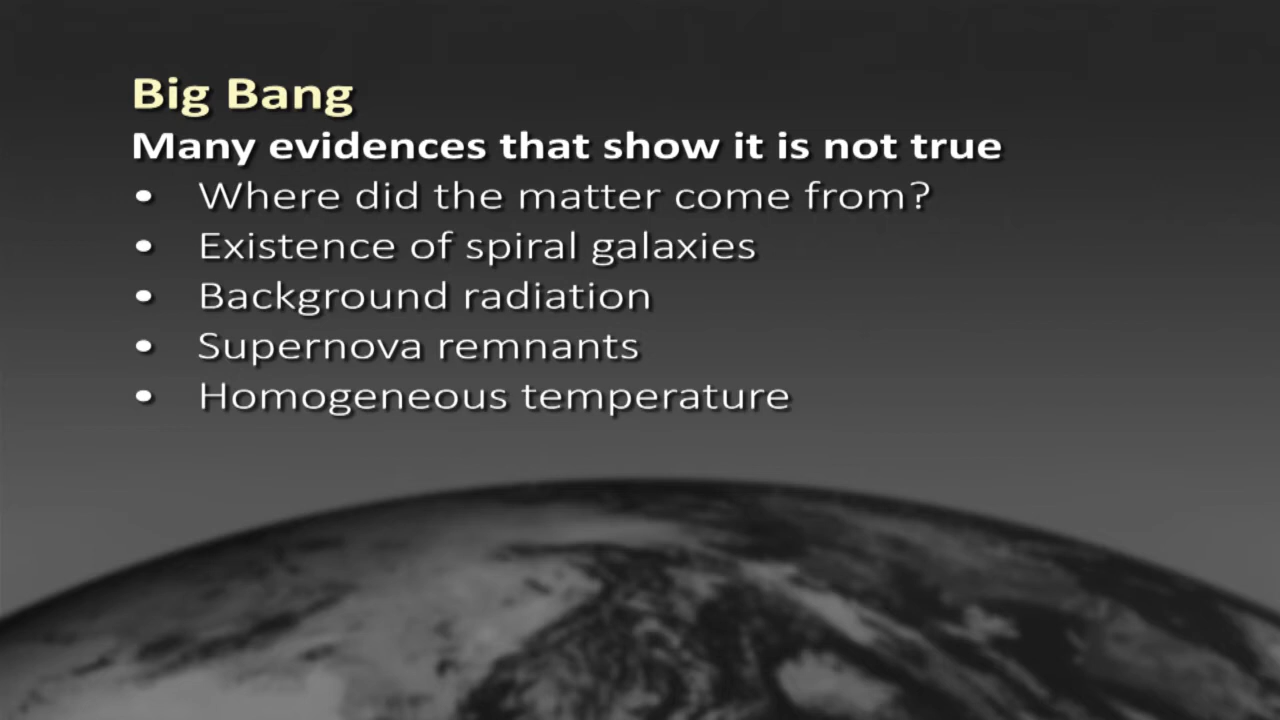 Big Bang
Many evidences that show it is not true
• Where did the matter come from?
• Existence of spiral galaxies
• Background radiation
• Supernova remnants
• Homogeneous temperature